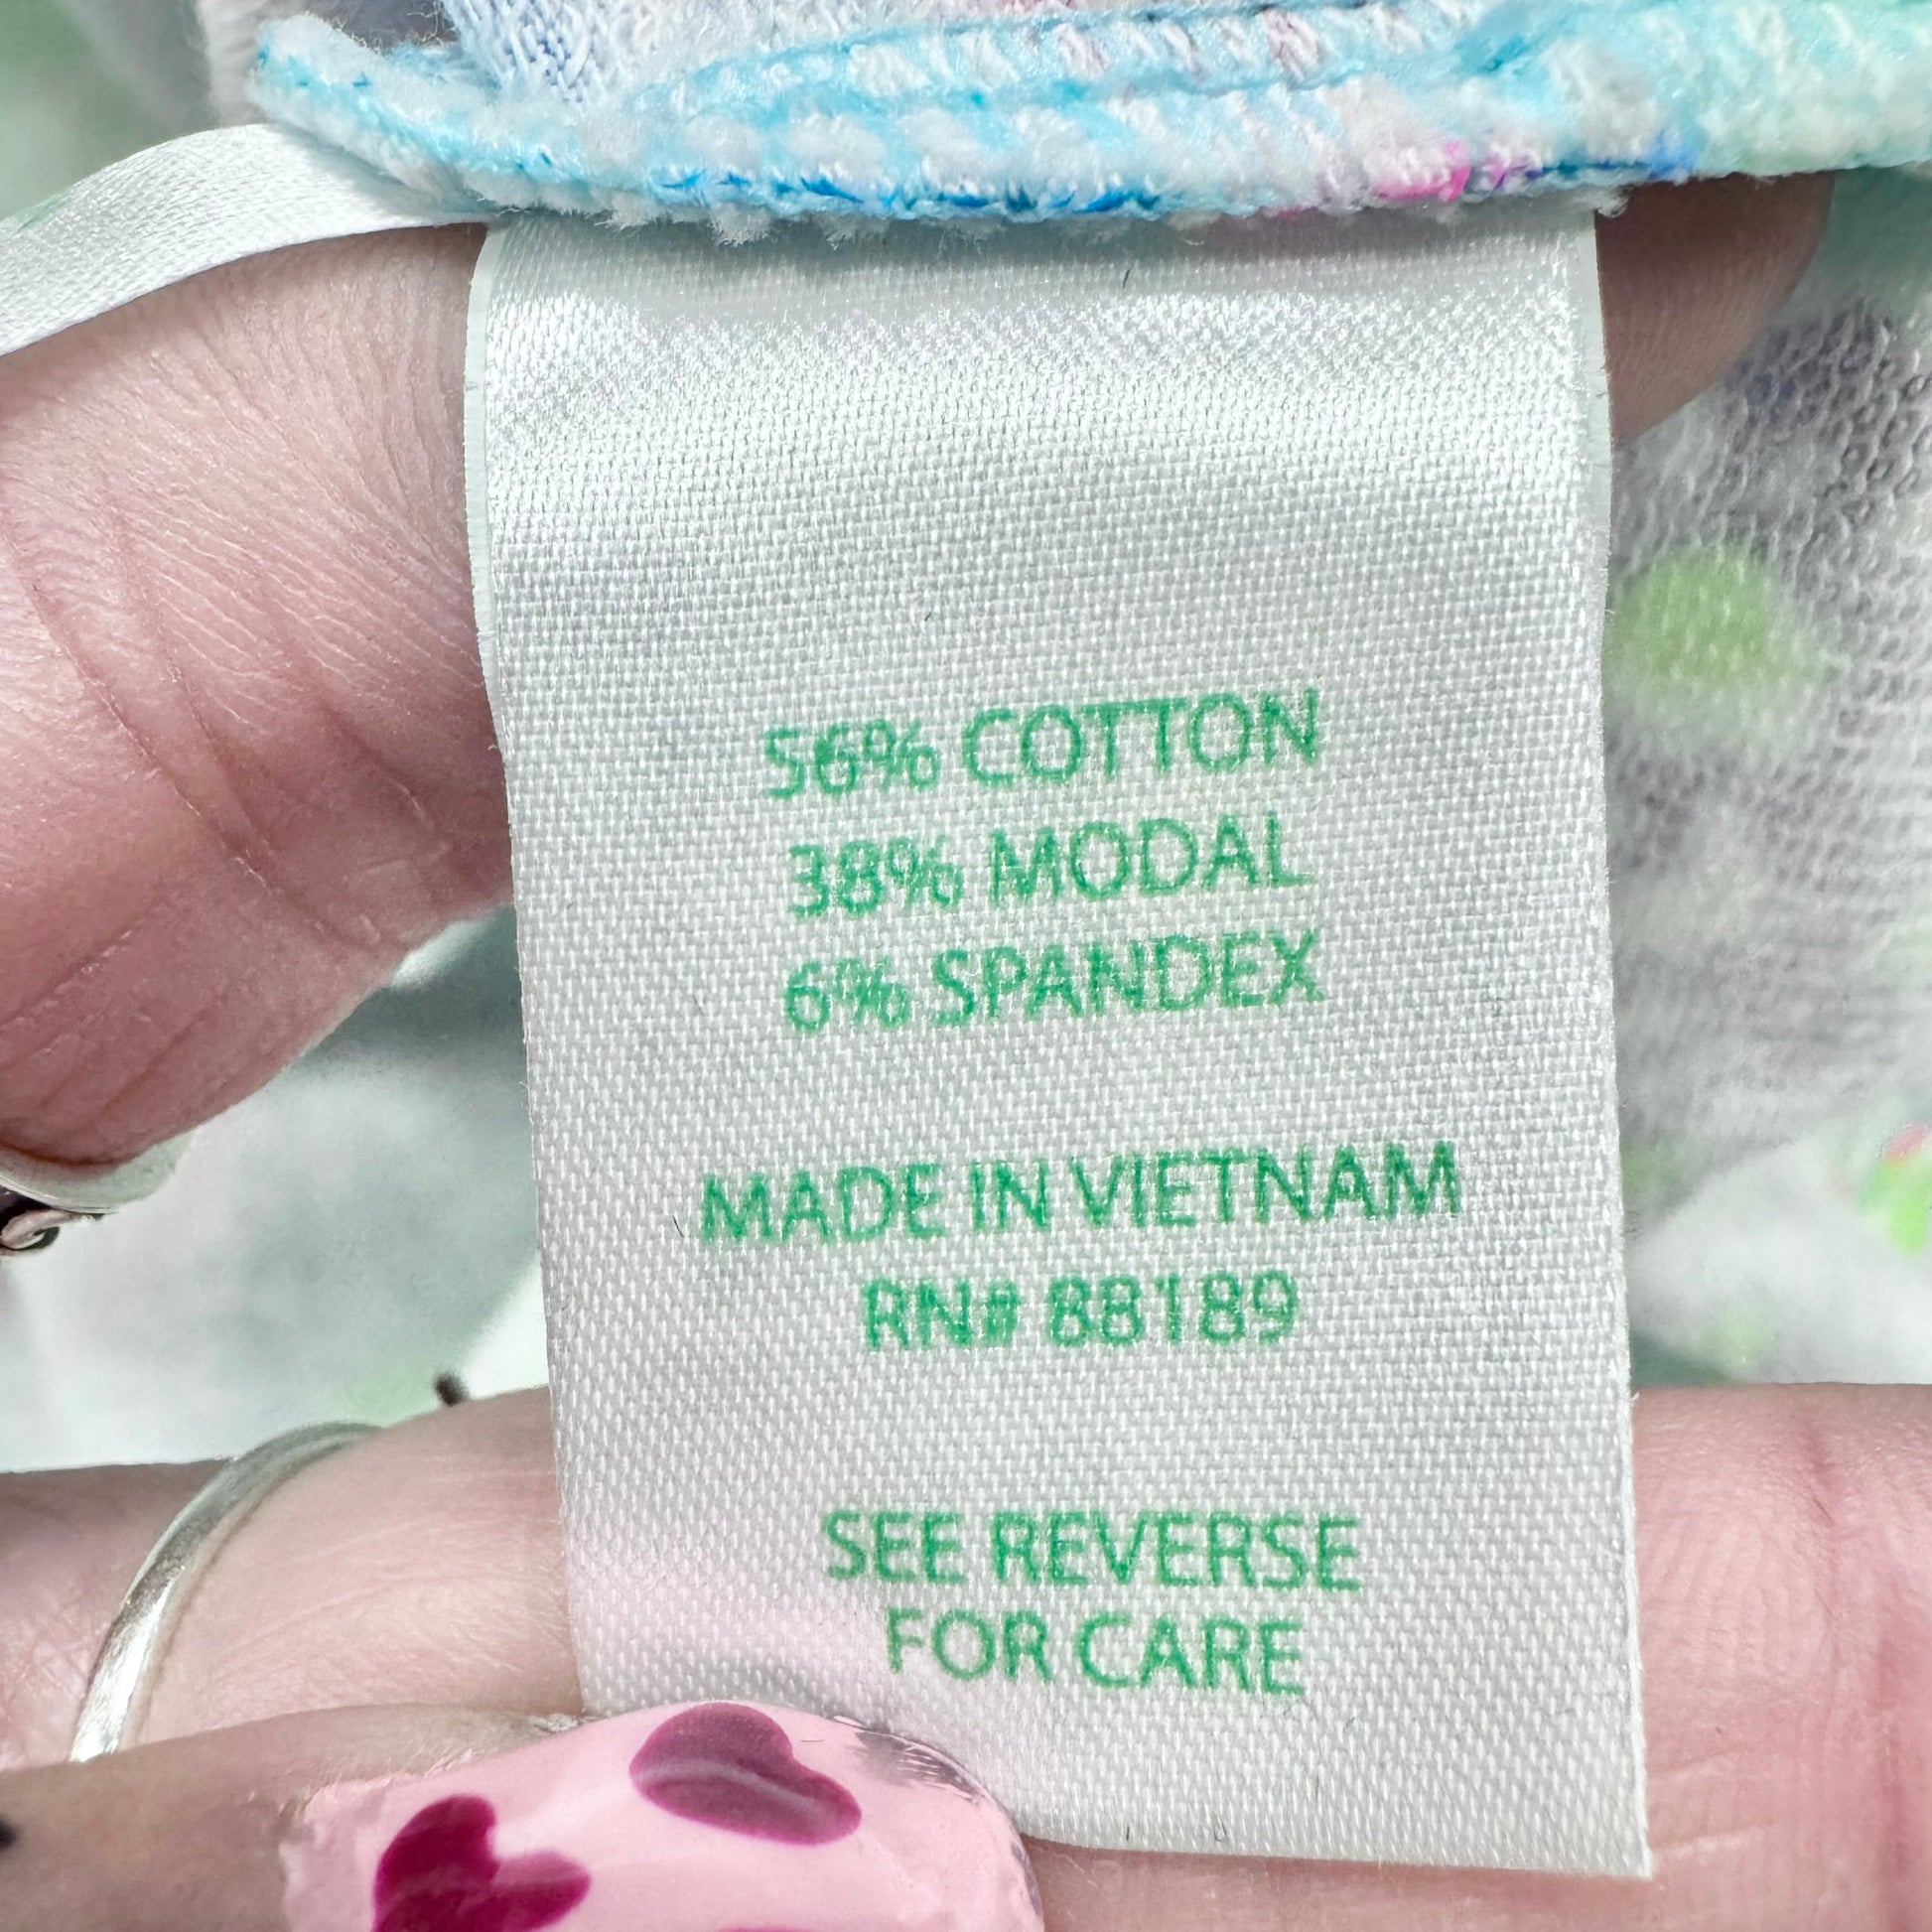 56% COTTON
38% MODAL
6% SPANDEX
MADE IN VIETNAM
RN# 88189
SEE REVERSE
FOR CARE